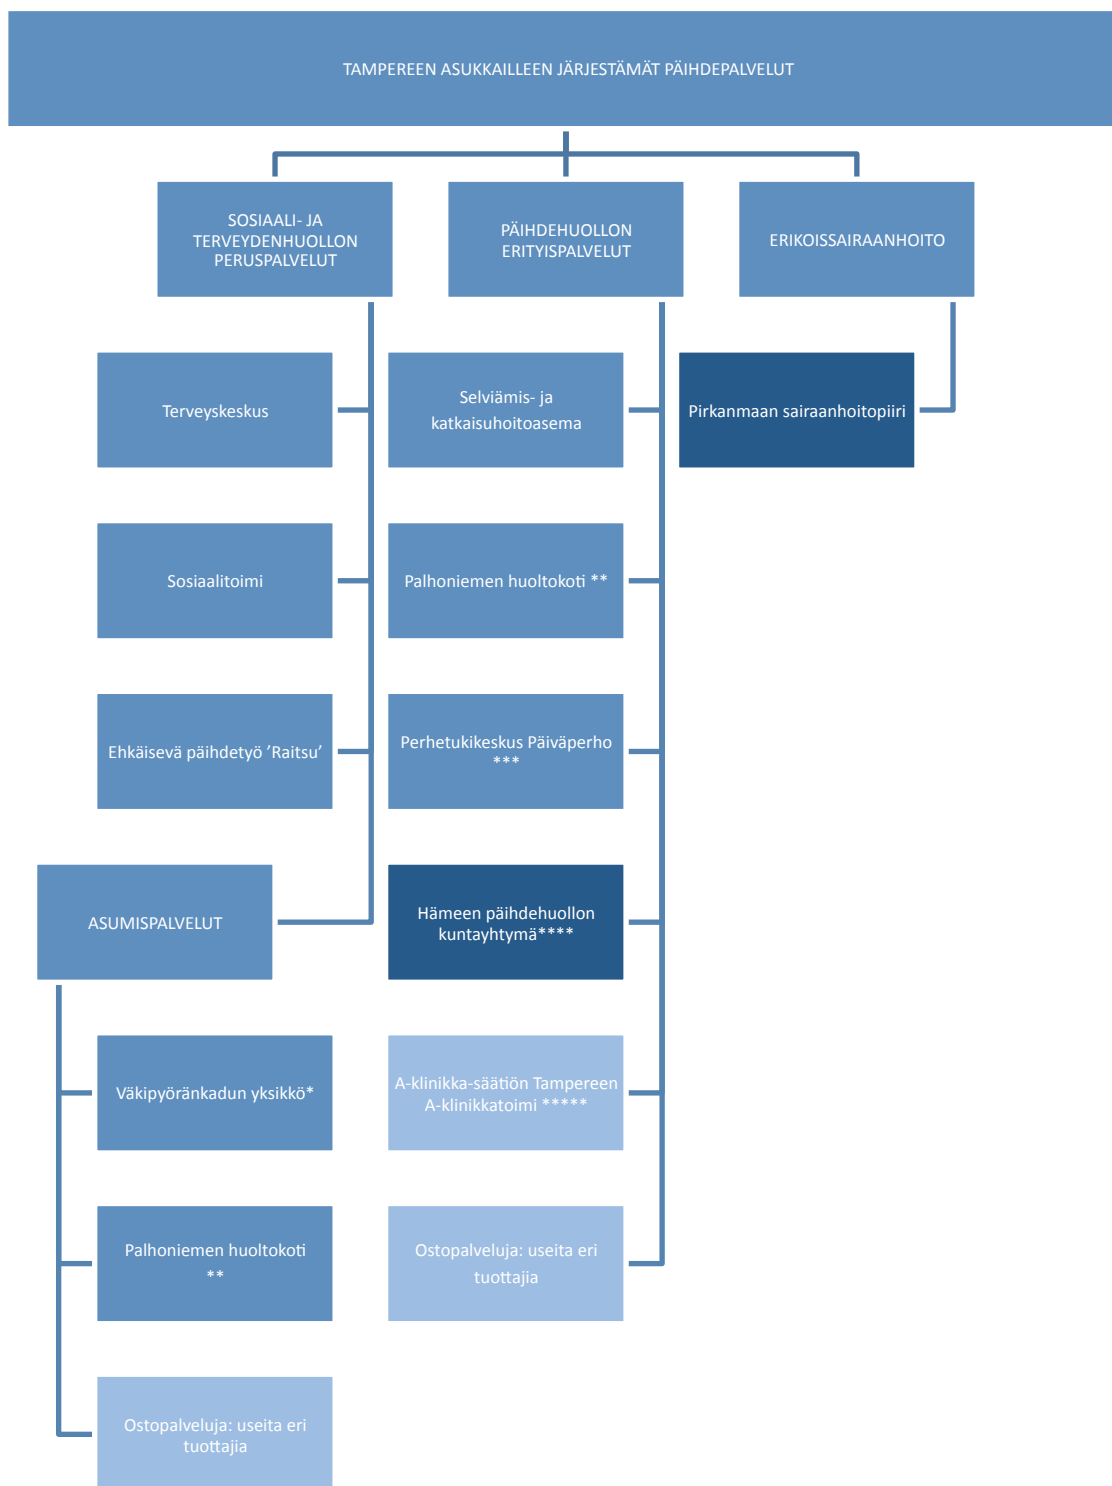 TAMPEREEN ASUKKAILLEEN JÄRJESTÄMÄT PÄIHDEPALVELUT
SOSIAALI- JA
TERVEYDENHUOLLON
PERUSPALVELUT
Terveyskeskus
Sosiaalitoimi
Ehkäisevä päihdetyö ’Raitsu’
ASUMISPALVELUT
Väkipyöränkadun yksikkö*
Palhoniemen huoltokoti
**
Ostopalveluja: useita eri
tuottajia
PÄIHDEHUOLLON
ERITYISPALVELUT
Selviämis- ja
katkaisuhoitoasema
Palhoniemen huoltokoti **
Perhetukikeskus Päiväperho
***
Hämeen päihdehuollon
kuntayhtymä****
A-klinikka-säätiön Tampereen
A-klinikkatoimi *****
Ostopalveluja: useita eri
tuottajia
ERIKOISSAIRAANHOITO
Pirkanmaan sairaanhoitopiiri